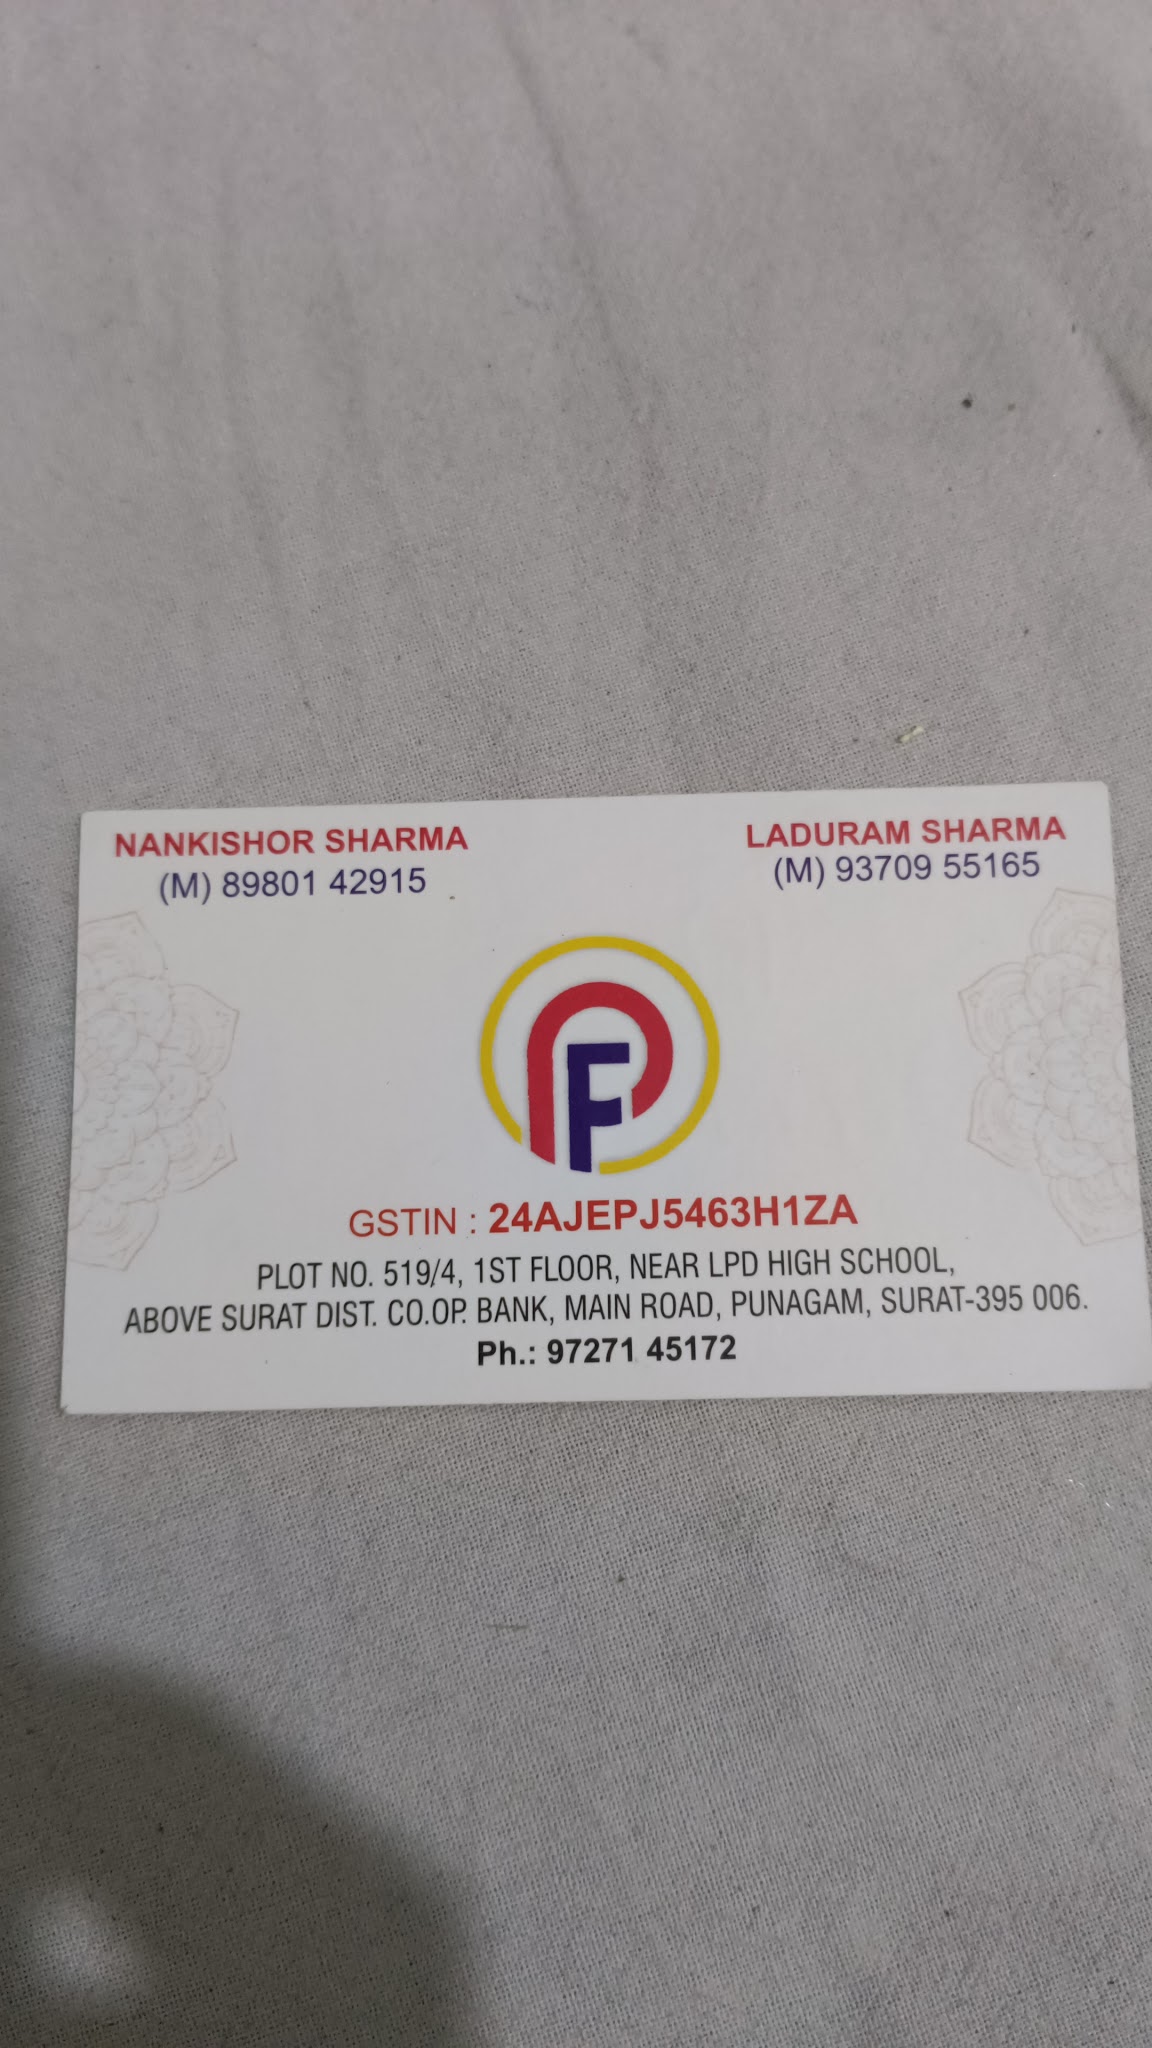 NANKISHOR SHARMA
(M) 89801 42915
LADURAM SHARMA
(M) 93709 55165
PF
GSTIN : 24AJEPJ5463H1ZA
PLOT NO. 519/4, 1ST FLOOR, NEAR LPD HIGH SCHOOL,
ABOVE SURAT DIST. CO.OP. BANK, MAIN ROAD, PUNAGAM, SURAT-395 006.
Ph.: 97271 45172